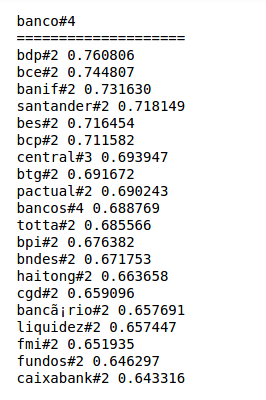 banco#4
====================
bdp#2 0.760806
bce#2 0.744807
banif#2 0.731630
santander#2 0.718149
bes#2 0.716454
bcp#2 0.711582
central#3 0.693947
btg#2 0.691672
pactual#2 0.690243
bancos#4 0.688769
totta#2 0.685566
bpi#2 0.676382
bndes#2 0.671753
haitong#2 0.663658
cgd#2 0.659096
bancã¡rio#2 0.657691
liquidez#2 0.657447
fmi#2 0.651935
fundos#2 0.646297
caixabank#2 0.643316